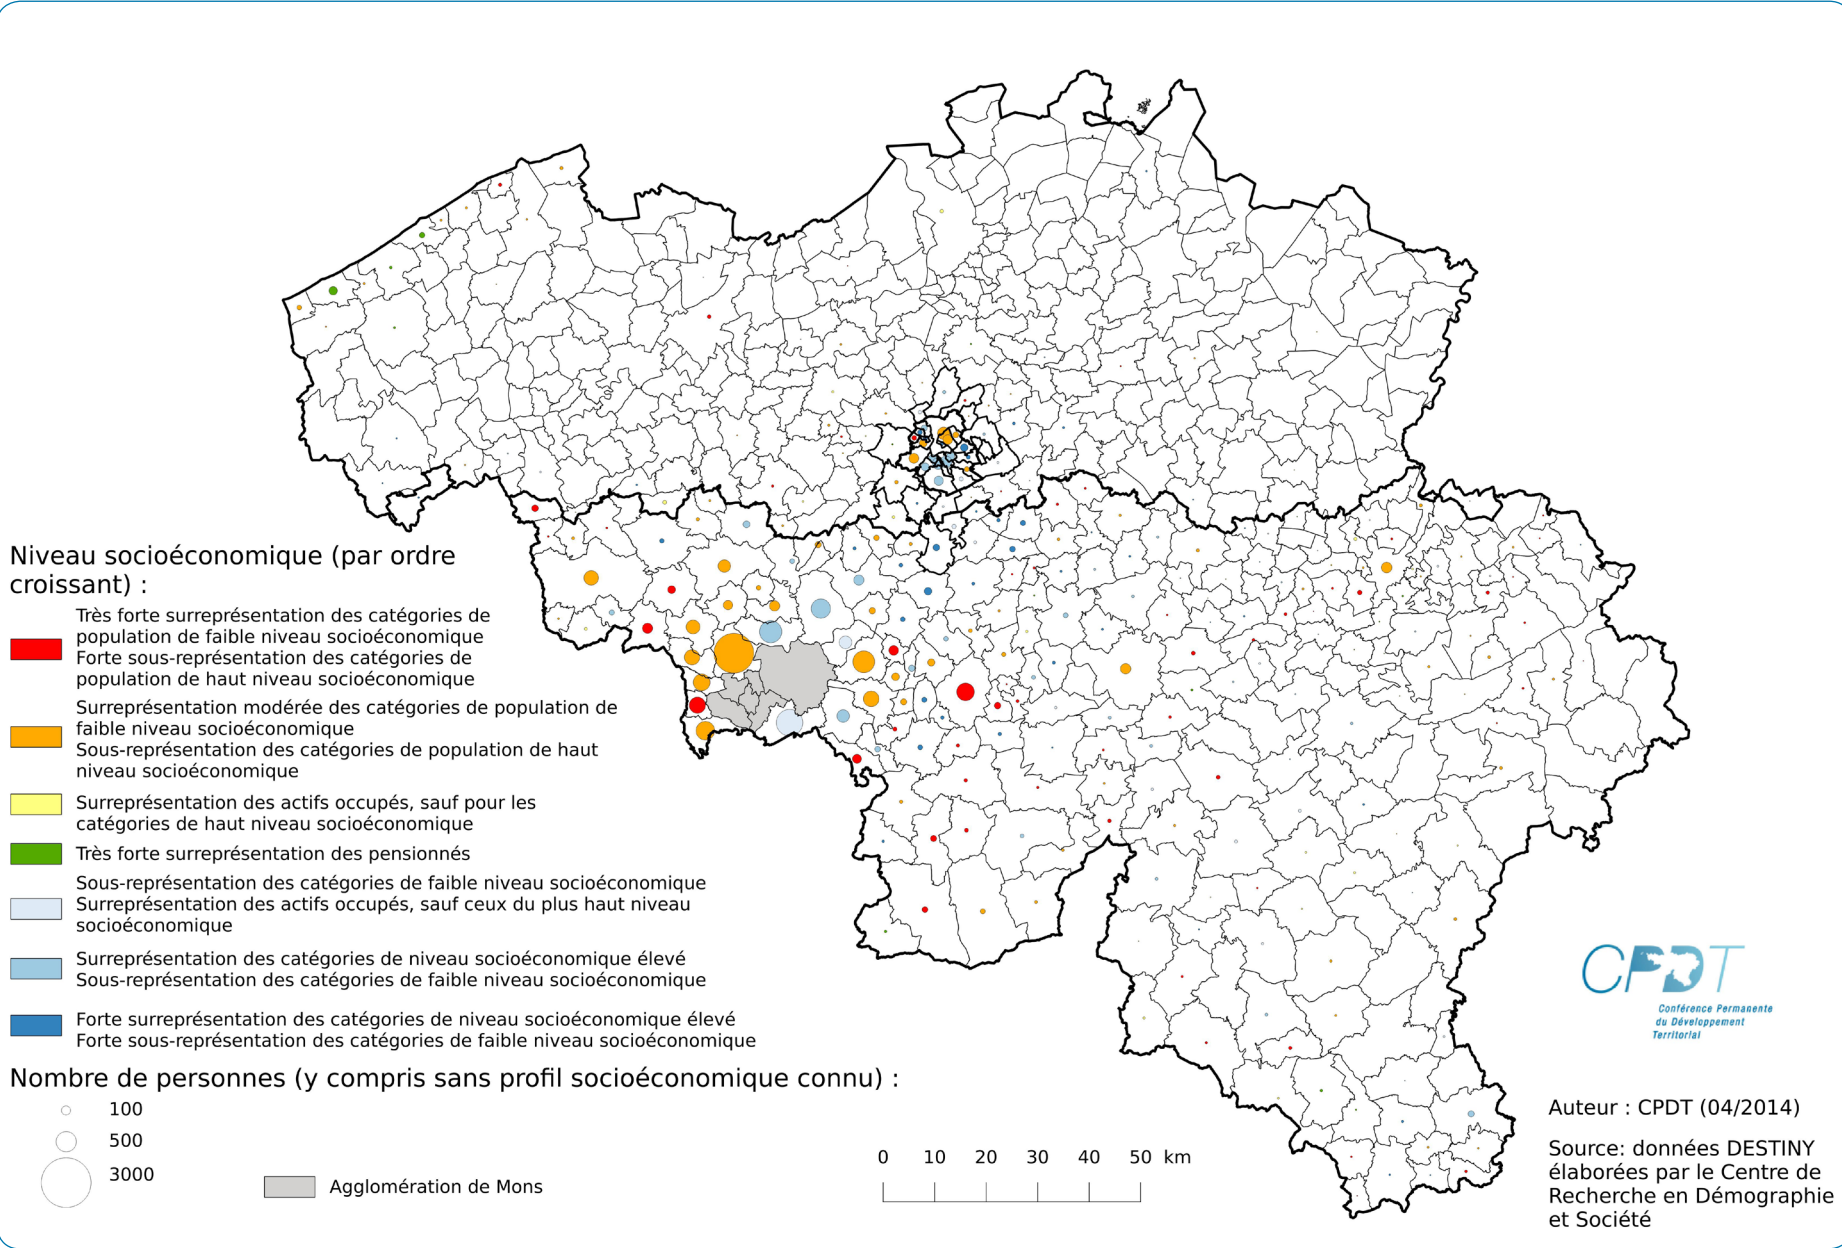 Niveau socioéconomique (par ordre
croissant) :
Très forte surreprésentation des catégories de
population de faible niveau socioéconomique
Forte sous-représentation des catégories de
population de haut niveau socioéconomique
Surreprésentation modérée des catégories de population de
faible niveau socioéconomique
Sous-représentation des catégories de population de haut
niveau socioéconomique
Surreprésentation des actifs occupés, sauf pour les
catégories de haut niveau socioéconomique
Très forte surreprésentation des pensionnés
Sous-représentation des catégories de faible niveau socioéconomique
Surreprésentation des actifs occupés, sauf ceux du plus haut niveau
socioéconomique
Surreprésentation des catégories de niveau socioéconomique élevé
Sous-représentation des catégories de faible niveau socioéconomique
Forte surreprésentation des catégories de niveau socioéconomique élevé
Forte sous-représentation des catégories de faible niveau socioéconomique
Nombre de personnes (y compris sans profil socioéconomique connu) :
100
500
3000
Agglomération de Mons
0 10 20 30 40 50 km
CPDT
Conférence Permanente
du Développement
Territorial
Auteur : CPDT (04/2014)
Source: données DESTINY
élaborées par le Centre de
Recherche en Démographie
et Société